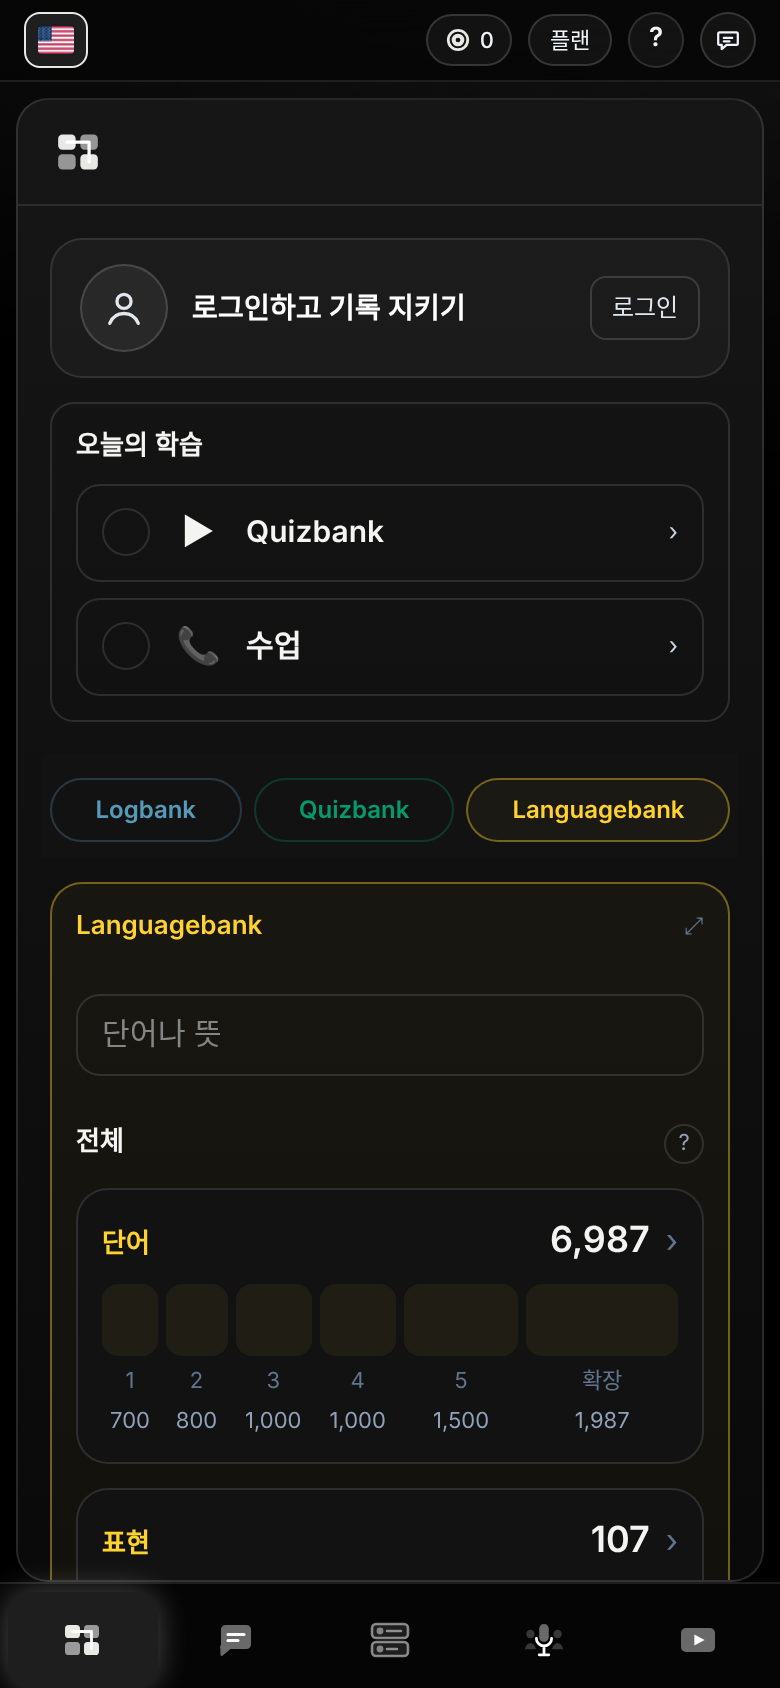 0
플랜
?
로그인하고 기록 지키기
로그인
오늘의 학습
Quizbank
수업
Logbank
Quizbank
Languagebank
Languagebank
단어나 뜻
전체
?
단어
6,987
1 2 3 4 5 확장
700 800 1,000 1,000 1,500 1,987
표현
107